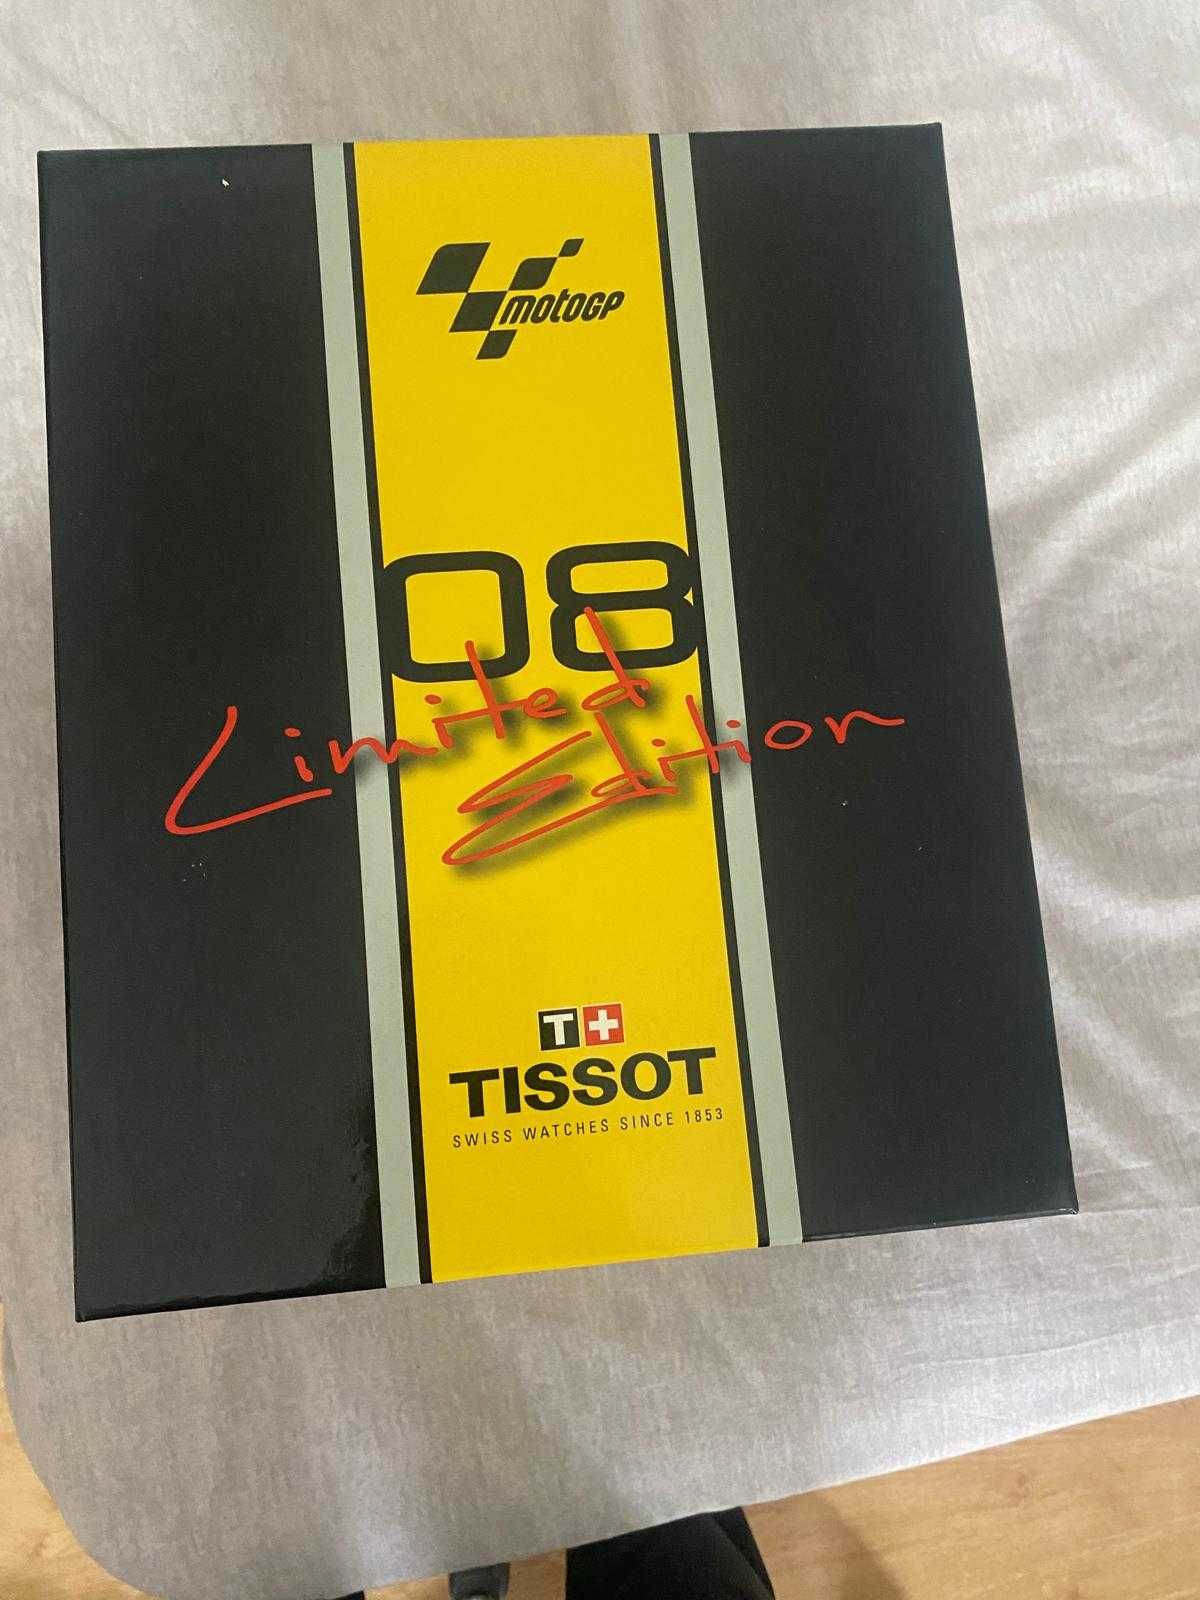 motoGP
08
Limited
Edition
T+
TISSOT
SWISS WATCHES SINCE 1853